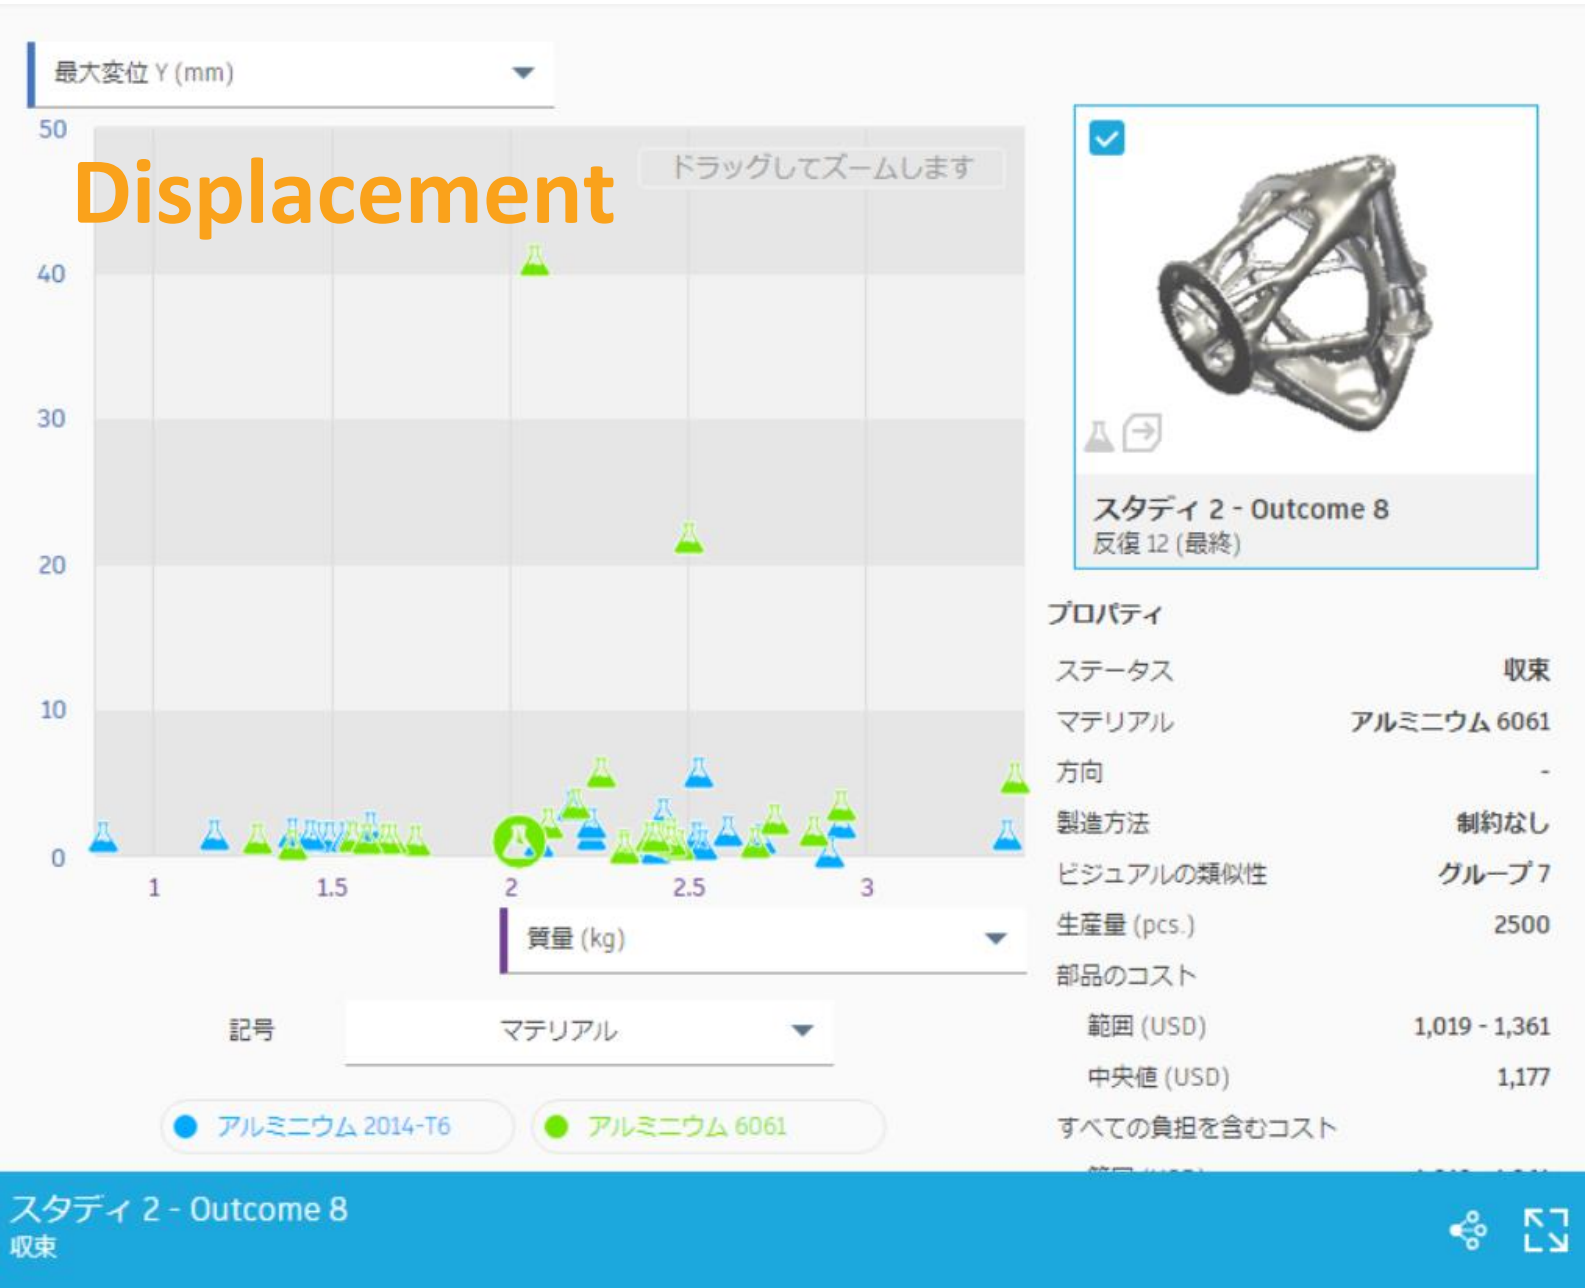 最大変位 Y (mm)
Displacement
ドラッグしてズームします
50
40
30
20
10
0
1 1.5 2 2.5 3
質量 (kg)
記号 マテリアル
アルミニウム 2014-T6 アルミニウム 6061
スタディ 2 - Outcome 8
反復 12 (最終)
プロパティ
ステータス 収束
マテリアル アルミニウム 6061
方向 -
製造方法 制約なし
ビジュアルの類似性 グループ 7
生産量 (pcs.) 2500
部品のコスト
範囲 (USD) 1,019 - 1,361
中央値 (USD) 1,177
すべての負担を含むコスト
スタディ 2 - Outcome 8
収束